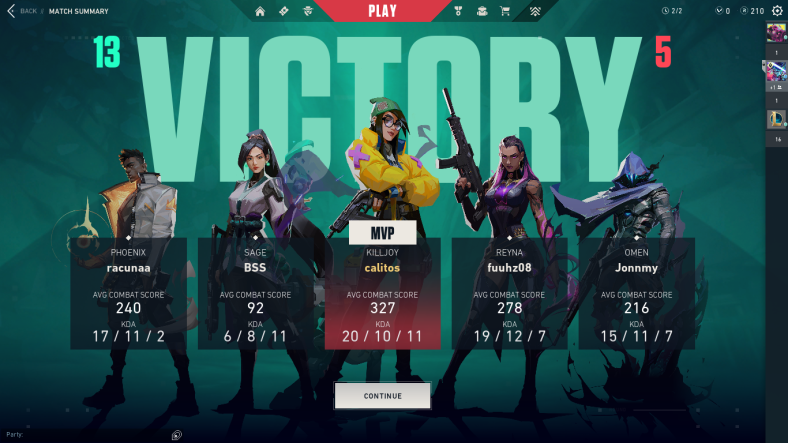 BACK // MATCH SUMMARY
PLAY
2/2
0
210
13
VICTORY
5
1
+1
1
14
MVP
PHOENIX
racunaa
AVG COMBAT SCORE
240
KDA
17 / 11 / 2
SAGE
BSS
AVG COMBAT SCORE
92
KDA
6 / 8 / 11
KILLJOY
calitos
AVG COMBAT SCORE
327
KDA
20 / 10 / 11
REYNA
fuuhz08
AVG COMBAT SCORE
278
KDA
19 / 12 / 7
OMEN
Jonnmy
AVG COMBAT SCORE
216
KDA
15 / 11 / 7
CONTINUE
Party: